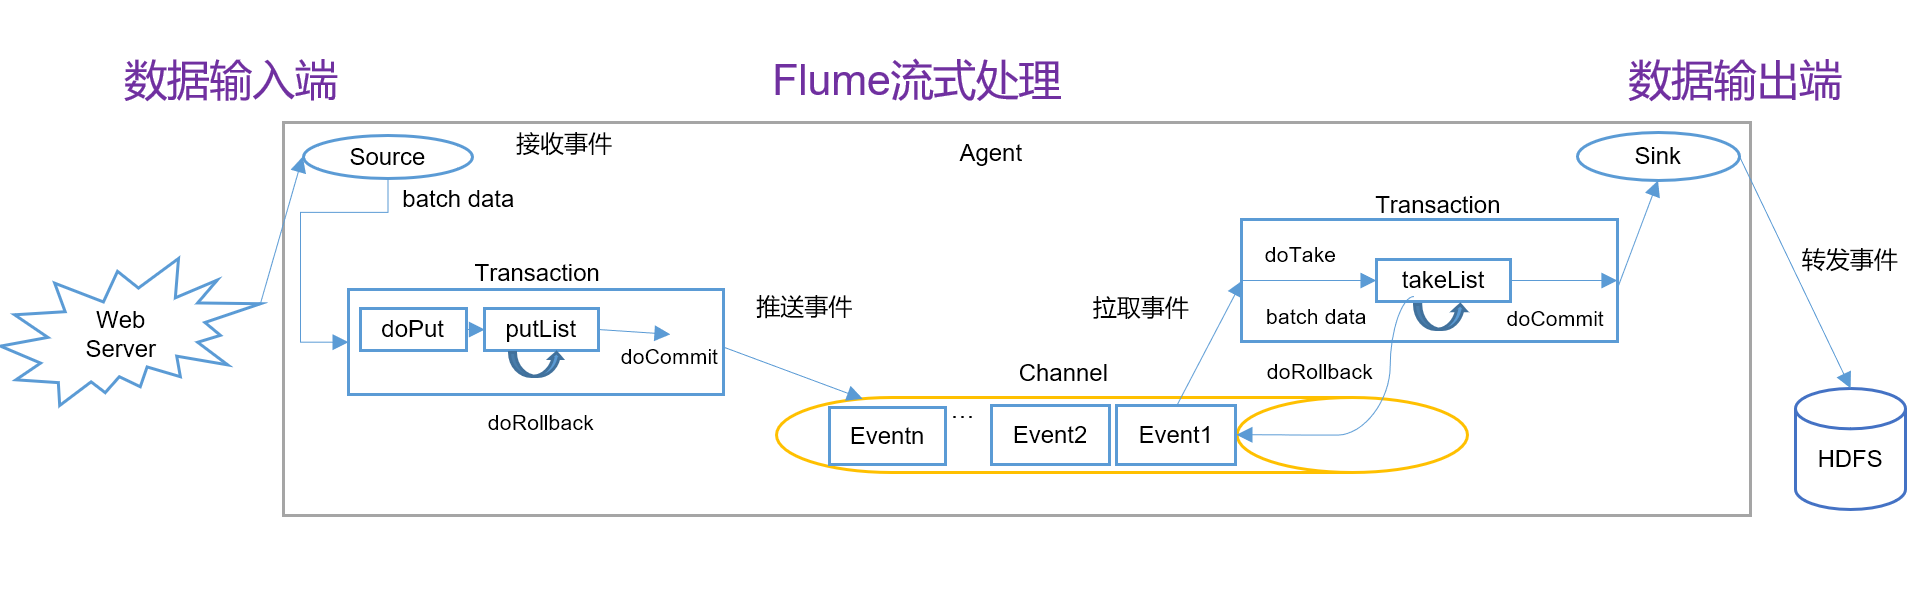 数据输入端
Flume流式处理
数据输出端
Source
接收事件
Agent
Sink
batch data
Transaction
Transaction
doTake
takeList
转发事件
Web
Server
doPut
putList
doCommit
推送事件
拉取事件
batch data
doCommit
doRollback
Channel
doRollback
Eventn
...
Event2
Event1
HDFS